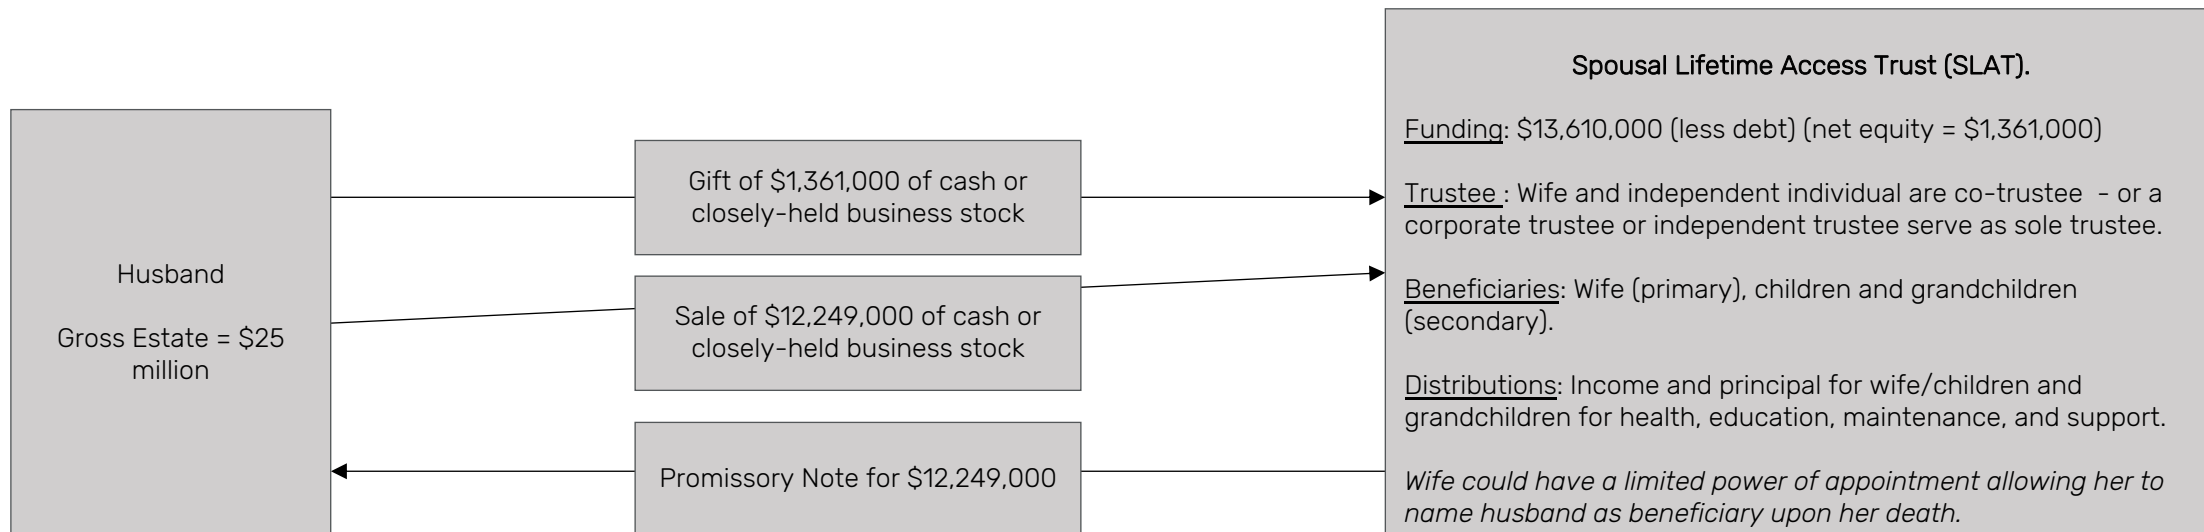 Husband
Gross Estate = $25
million
Gift of $1,361,000 of cash or
closely-held business stock
Sale of $12,249,000 of cash or
closely-held business stock
Promissory Note for $12,249,000
Spousal Lifetime Access Trust (SLAT).
Funding: $13,610,000 (less debt) (net equity = $1,361,000)
Trustee : Wife and independent individual are co-trustee - or a
corporate trustee or independent trustee serve as sole trustee.
Beneficiaries: Wife (primary), children and grandchildren
(secondary).
Distributions: Income and principal for wife/children and
grandchildren for health, education, maintenance, and support.
Wife could have a limited power of appointment allowing her to
name husband as beneficiary upon her death.